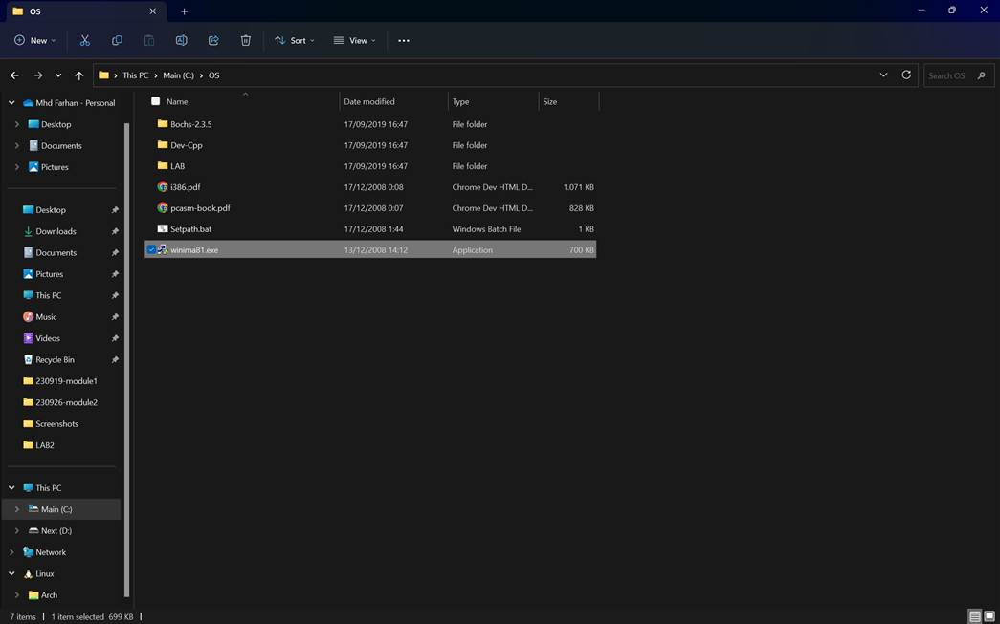 OS
New
Sort
View
This PC
Main (C:)
OS
Search OS
Mhd Farhan - Personal
Desktop
Documents
Pictures
Desktop
Downloads
Documents
Pictures
This PC
Music
Videos
Recycle Bin
230919-module1
230926-module2
Screenshots
LAB2
This PC
Main (C:)
Next (D:)
Network
Linux
Arch
Name Date modified Type Size
Bochs-2.3.5 17/09/2019 16:47 File folder
Dev-Cpp 17/09/2019 16:47 File folder
LAB 17/09/2019 16:47 File folder
i386.pdf 17/12/2008 0:08 Chrome Dev HTML D... 1.071 KB
pcasm-book.pdf 17/12/2008 0:07 Chrome Dev HTML D... 828 KB
Setpath.bat 17/12/2008 1:44 Windows Batch File 1 KB
winima81.exe 13/12/2008 14:12 Application 700 KB
7 items 1 item selected 699 KB